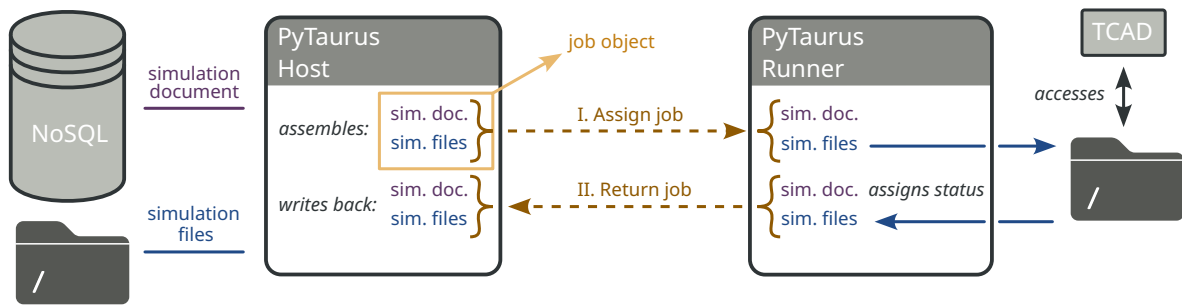 NoSQL
simulation
document
simulation
files
/
PyTaurus
Host
assembles:
sim. doc.
sim. files
writes back:
sim. doc.
sim. files
job object
I. Assign job
II. Return job
PyTaurus
Runner
sim. doc.
sim. files
sim. doc. assigns status
sim. files
TCAD
accesses
/